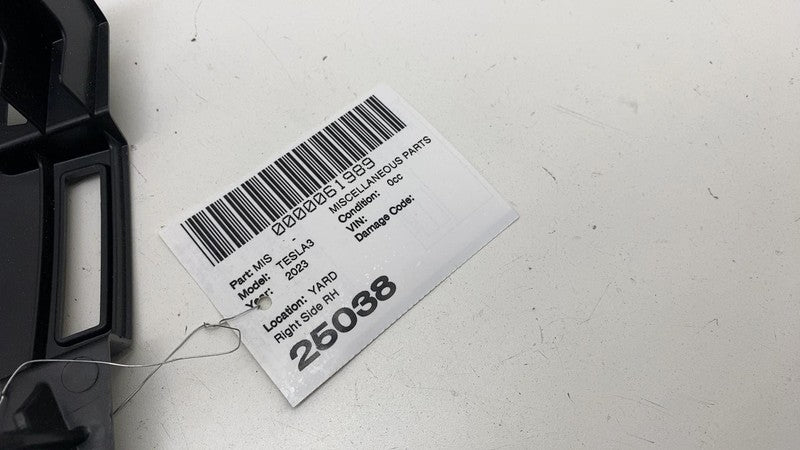 0000061989
Part: MIS MISCELLANEOUS PARTS
Model: TESLA3 Condition: 0cc
Year: 2023 VIN:
Damage Code:
Location: YARD
Right Side RH
25038